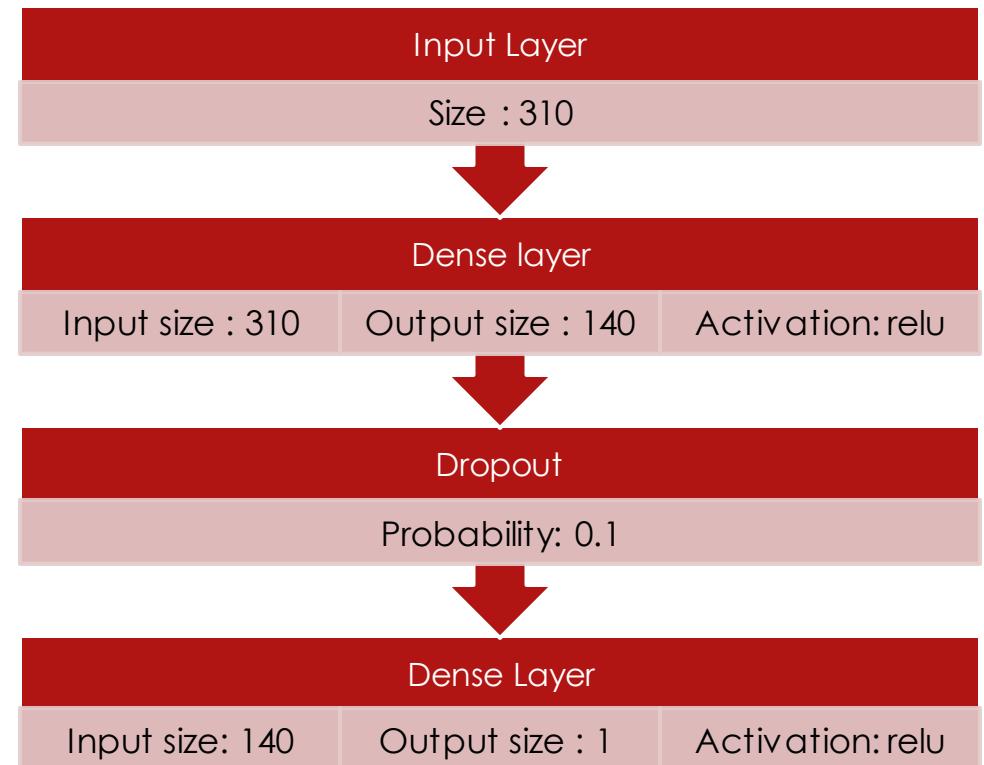 Input Layer
Size : 310
Dense layer
Input size : 310 Output size : 140 Activation: relu
Dropout
Probability: 0.1
Dense Layer
Input size: 140 Output size : 1 Activation: relu